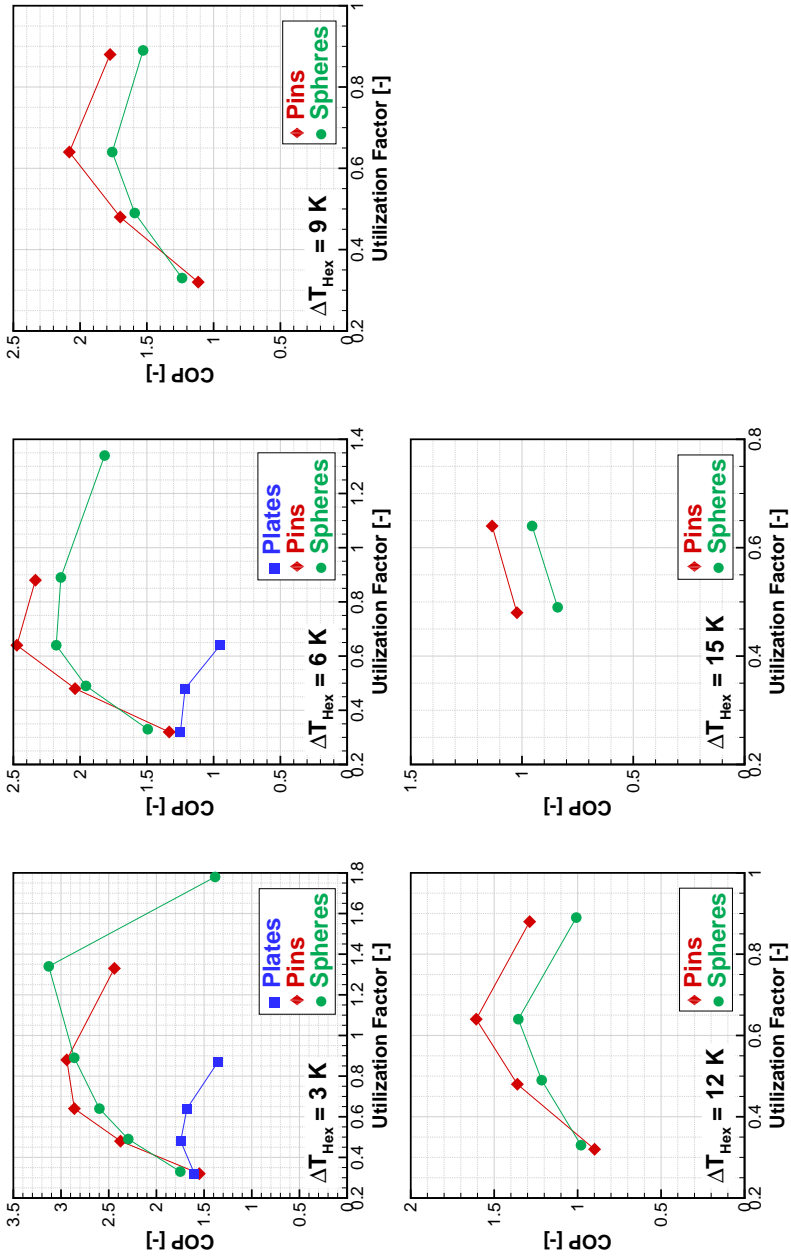 3.5
3
2.5
2
1.5
1
0.5
0
COP [-]
ΔT_Hex = 3 K
Plates
Pins
Spheres
0.2 0.4 0.6 0.8 1 1.2 1.4 1.6 1.8
Utilization Factor [-]
2.5
2
1.5
1
0.5
0
COP [-]
ΔT_Hex = 6 K
Plates
Pins
Spheres
0.2 0.4 0.6 0.8 1 1.2 1.4
Utilization Factor [-]
2.5
2
1.5
1
0.5
0
COP [-]
ΔT_Hex = 9 K
Pins
Spheres
0.2 0.4 0.6 0.8 1
Utilization Factor [-]
2
1.5
1
0.5
0
COP [-]
ΔT_Hex = 12 K
Pins
Spheres
0.2 0.4 0.6 0.8 1
Utilization Factor [-]
1.5
1
0.5
0
COP [-]
ΔT_Hex = 15 K
Pins
Spheres
0.2 0.4 0.6 0.8
Utilization Factor [-]